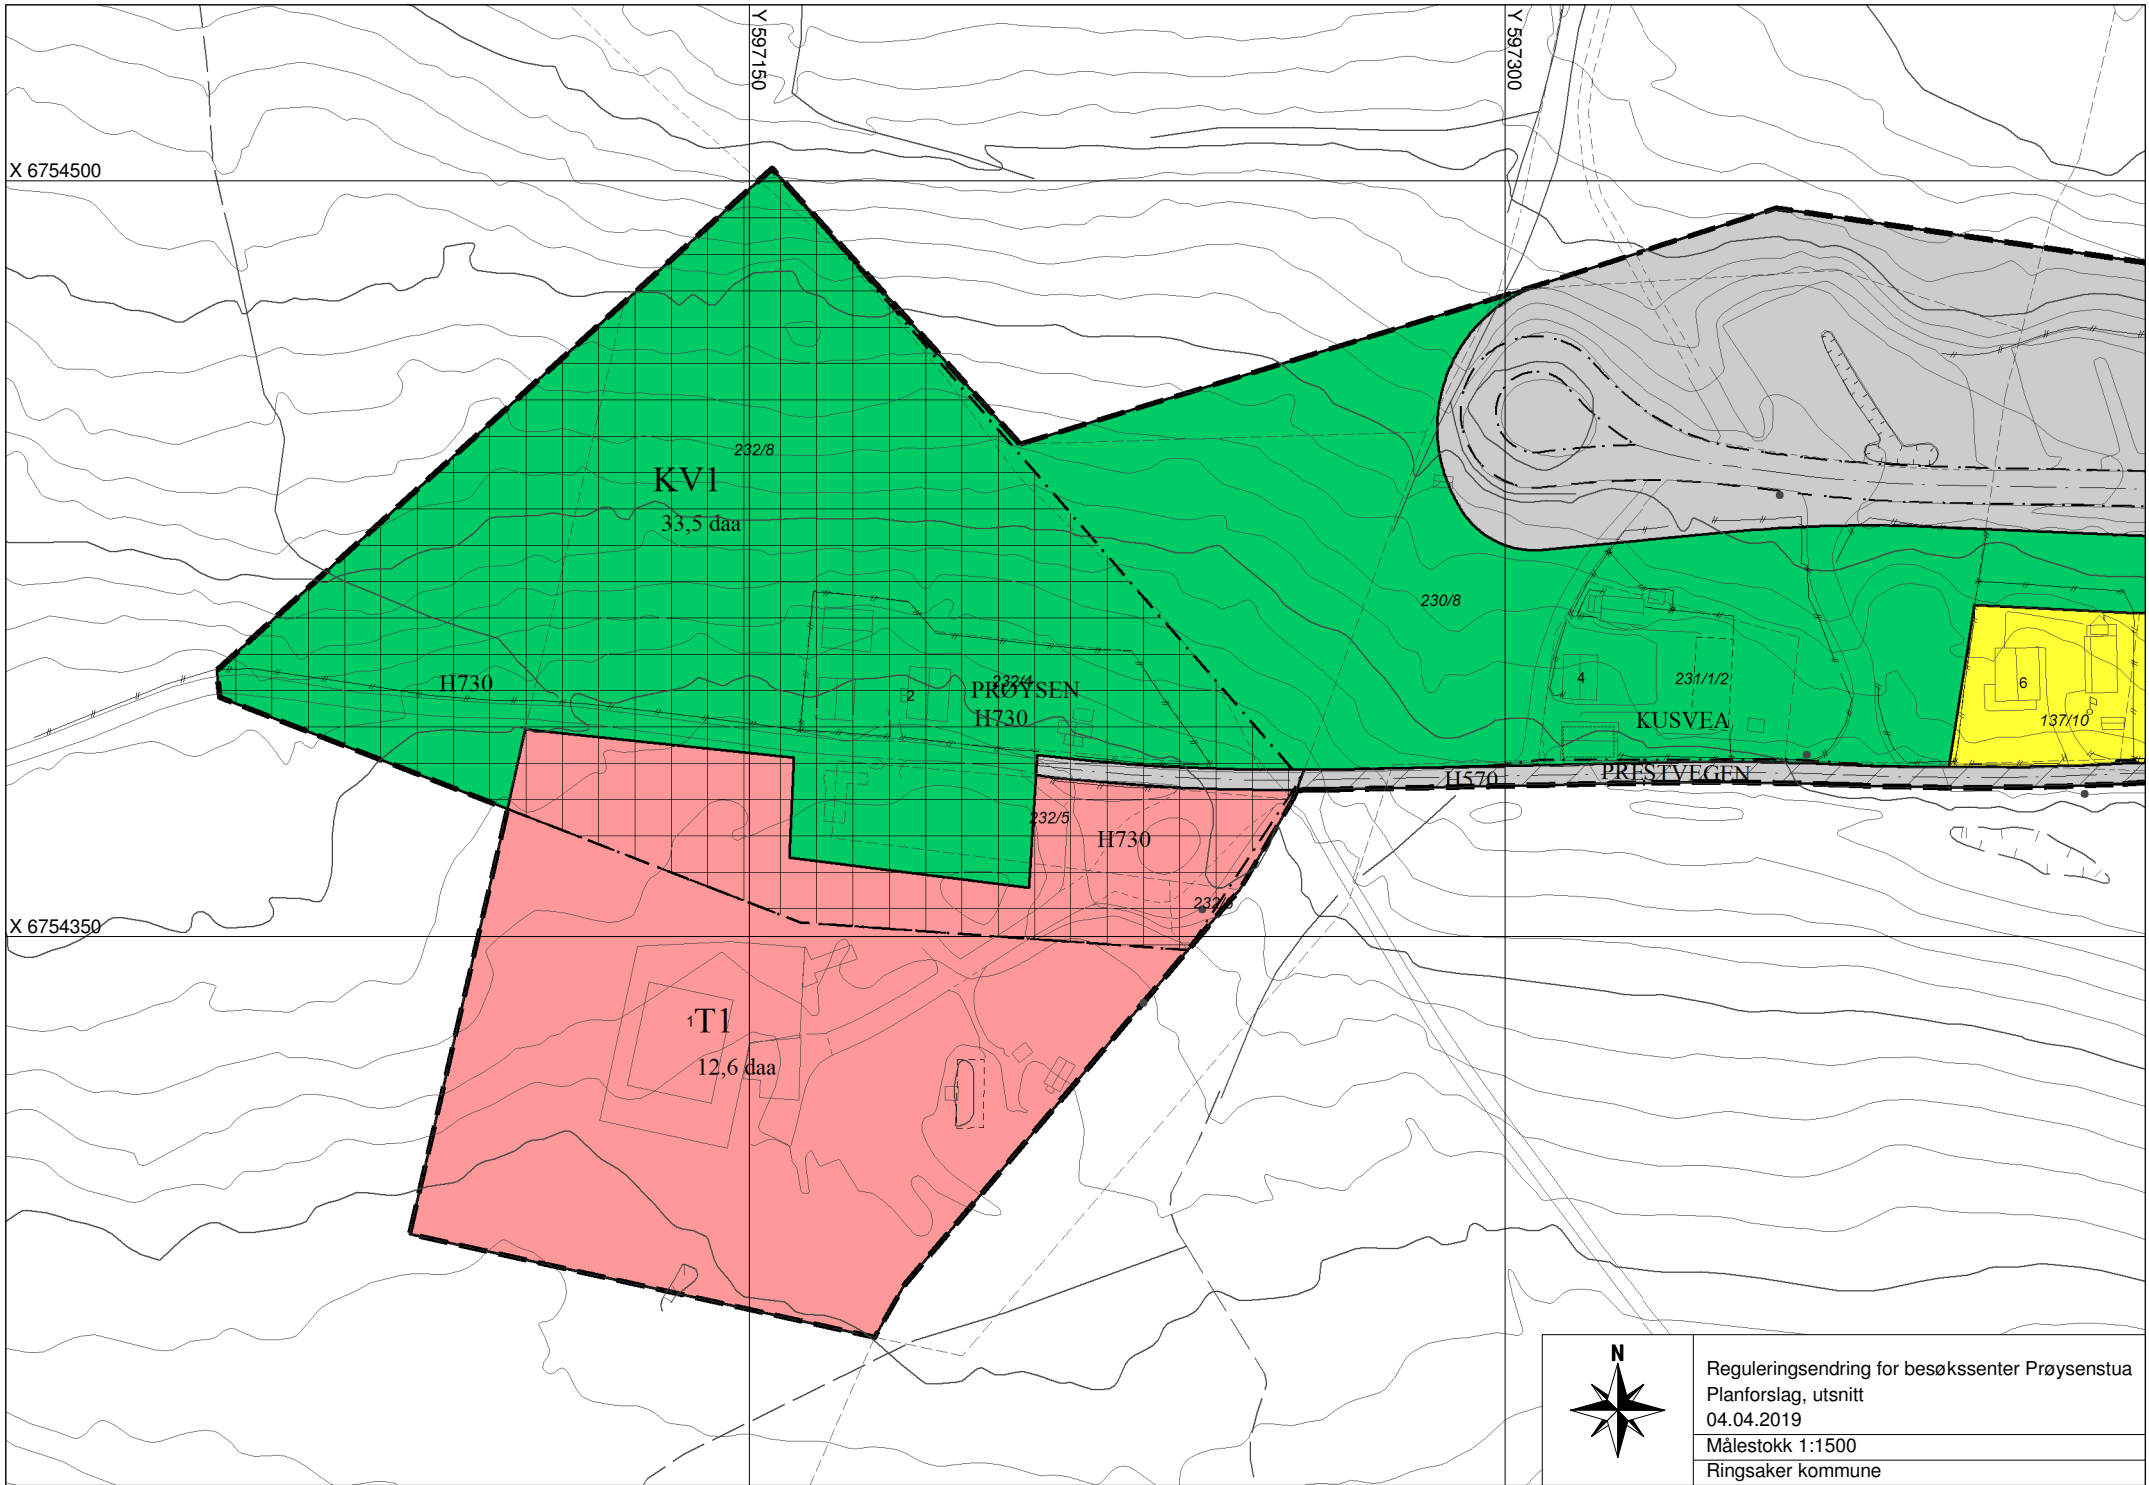 Y 597150
Y 597300
X 6754500
232/8
KV1
33,5 daa
230/8
H730
232/4
PRØYSEN
2
H730
4
231/1/2
6
KUSVEA
137/10
H570
PRESTVEGEN
232/5
H730
X 6754350
1
T1
12,6 daa
N
Reguleringsendring for besøkssenter Prøysenstua
Planforslag, utsnitt
04.04.2019
Målestokk 1:1500
Ringsaker kommune